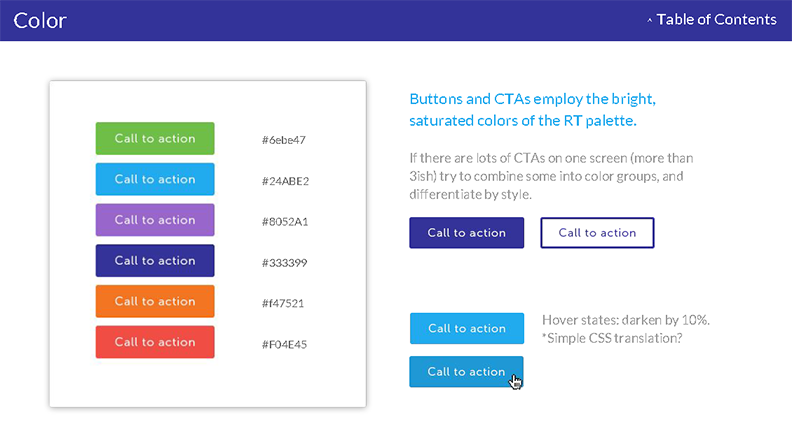 Color
^ Table of Contents
Call to action #6ebe47
Call to action #24ABE2
Call to action #8052A1
Call to action #333399
Call to action #f47521
Call to action #F04E45
Buttons and CTAs employ the bright,
saturated colors of the RT palette.
If there are lots of CTAs on one screen (more than
3ish) try to combine some into color groups, and
differentiate by style.
Call to action Call to action
Call to action
Hover states: darken by 10%.
*Simple CSS translation?
Call to action